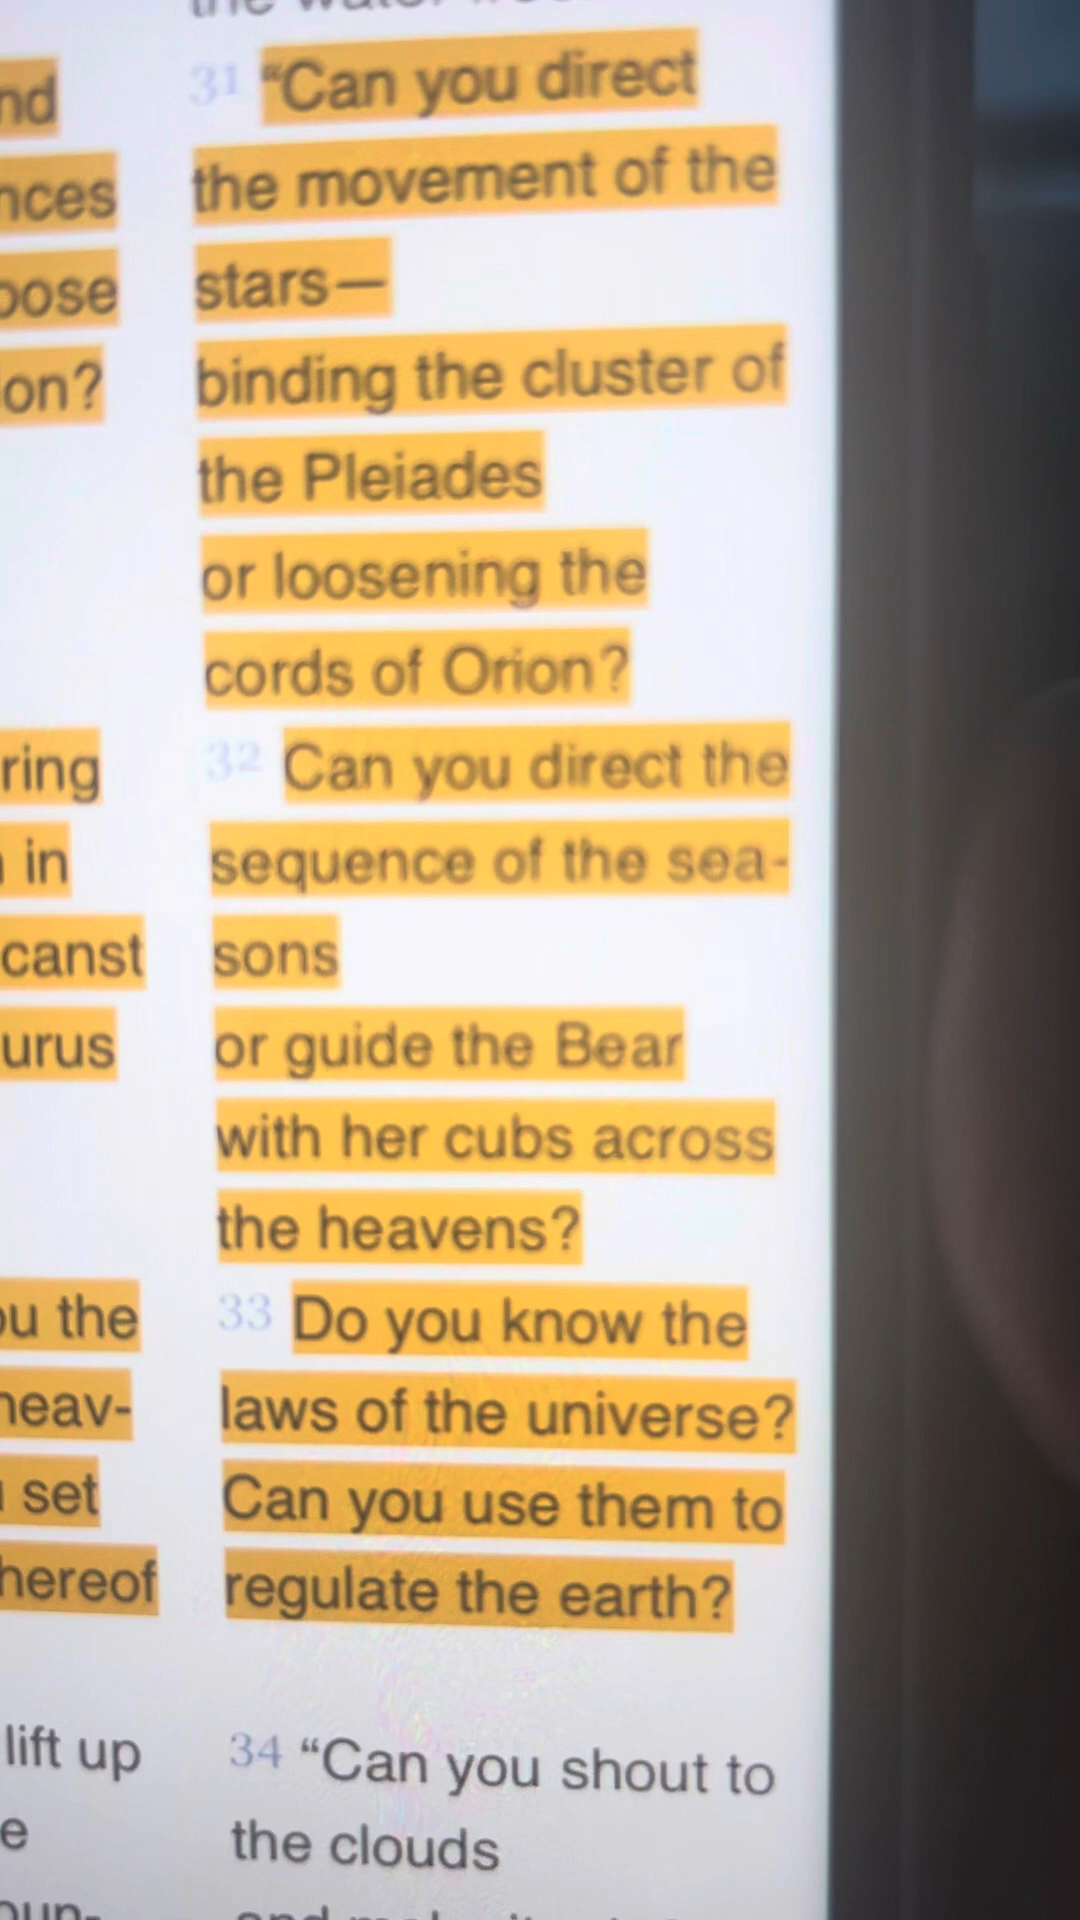 nd
nces
oose
on?
ring
in
canst
urus
ou the
heav-
set
hereof
lift up
e
31 “Can you direct
the movement of the
stars—
binding the cluster of
the Pleiades
or loosening the
cords of Orion?
32 Can you direct the
sequence of the sea-
sons
or guide the Bear
with her cubs across
the heavens?
33 Do you know the
laws of the universe?
Can you use them to
regulate the earth?
34 “Can you shout to
the clouds